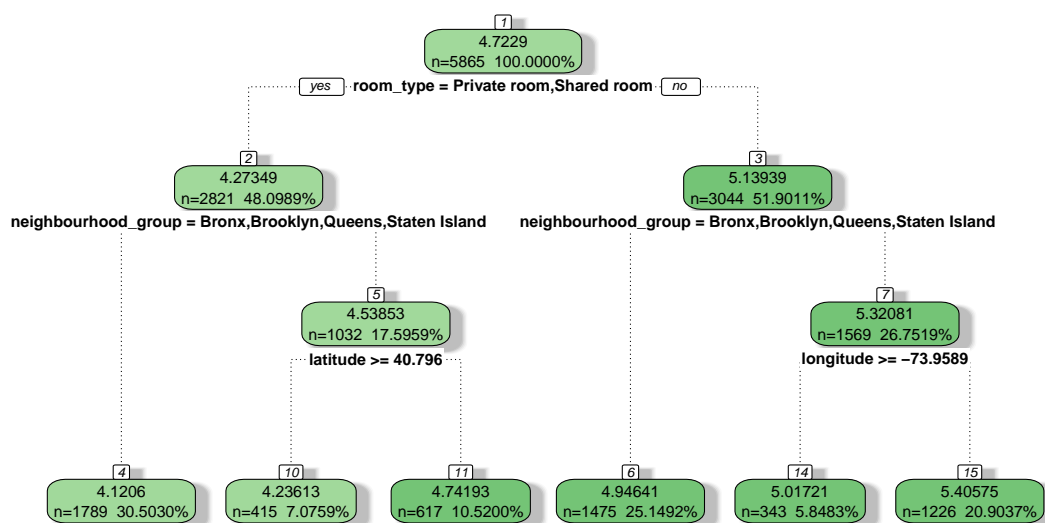 1
4.7229
n=5865 100.0000%
yes room_type = Private room,Shared room no
2
4.27349
n=2821 48.0989%
neighbourhood_group = Bronx,Brooklyn,Queens,Staten Island
3
5.13939
n=3044 51.9011%
neighbourhood_group = Bronx,Brooklyn,Queens,Staten Island
5
4.53853
n=1032 17.5959%
latitude >= 40.796
7
5.32081
n=1569 26.7519%
longitude >= −73.9589
4
4.1206
n=1789 30.5030%
10
4.23613
n=415 7.0759%
11
4.74193
n=617 10.5200%
6
4.94641
n=1475 25.1492%
14
5.01721
n=343 5.8483%
15
5.40575
n=1226 20.9037%